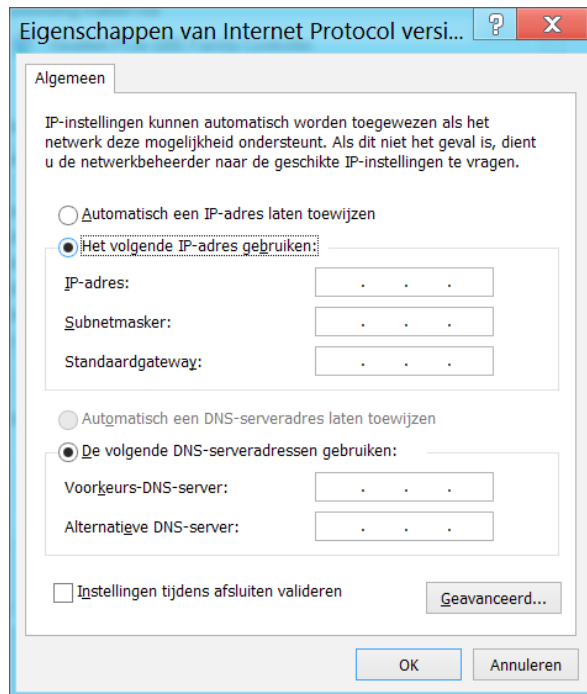 Eigenschappen van Internet Protocol versi...
?
X
Algemeen
IP-instellingen kunnen automatisch worden toegewezen als het
netwerk deze mogelijkheid ondersteunt. Als dit niet het geval is, dient
u de netwerkbeheerder naar de geschikte IP-instellingen te vragen.
Automatisch een IP-adres laten toewijzen
Het volgende IP-adres gebruiken:
IP-adres: . . .
Subnetmasker: . . .
Standaardgateway: . . .
Automatisch een DNS-serveradres laten toewijzen
De volgende DNS-serveradressen gebruiken:
Voorkeurs-DNS-server: . . .
Alternatieve DNS-server: . . .
Instellingen tijdens afsluiten valideren
Geavanceerd...
OK
Annuleren